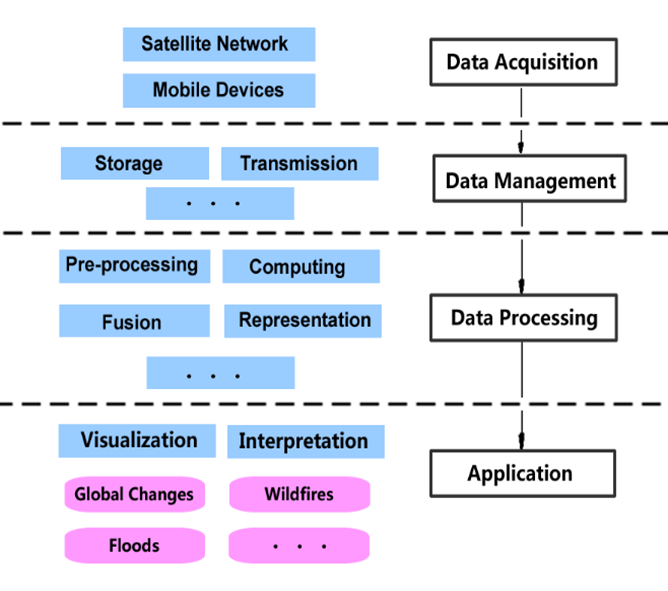 Satellite Network
Data Acquisition
Mobile Devices
Storage
Transmission
Data Management
. . .
Pre-processing
Computing
Fusion
Representation
Data Processing
. . .
Visualization
Interpretation
Application
Global Changes
Wildfires
Floods
. . .